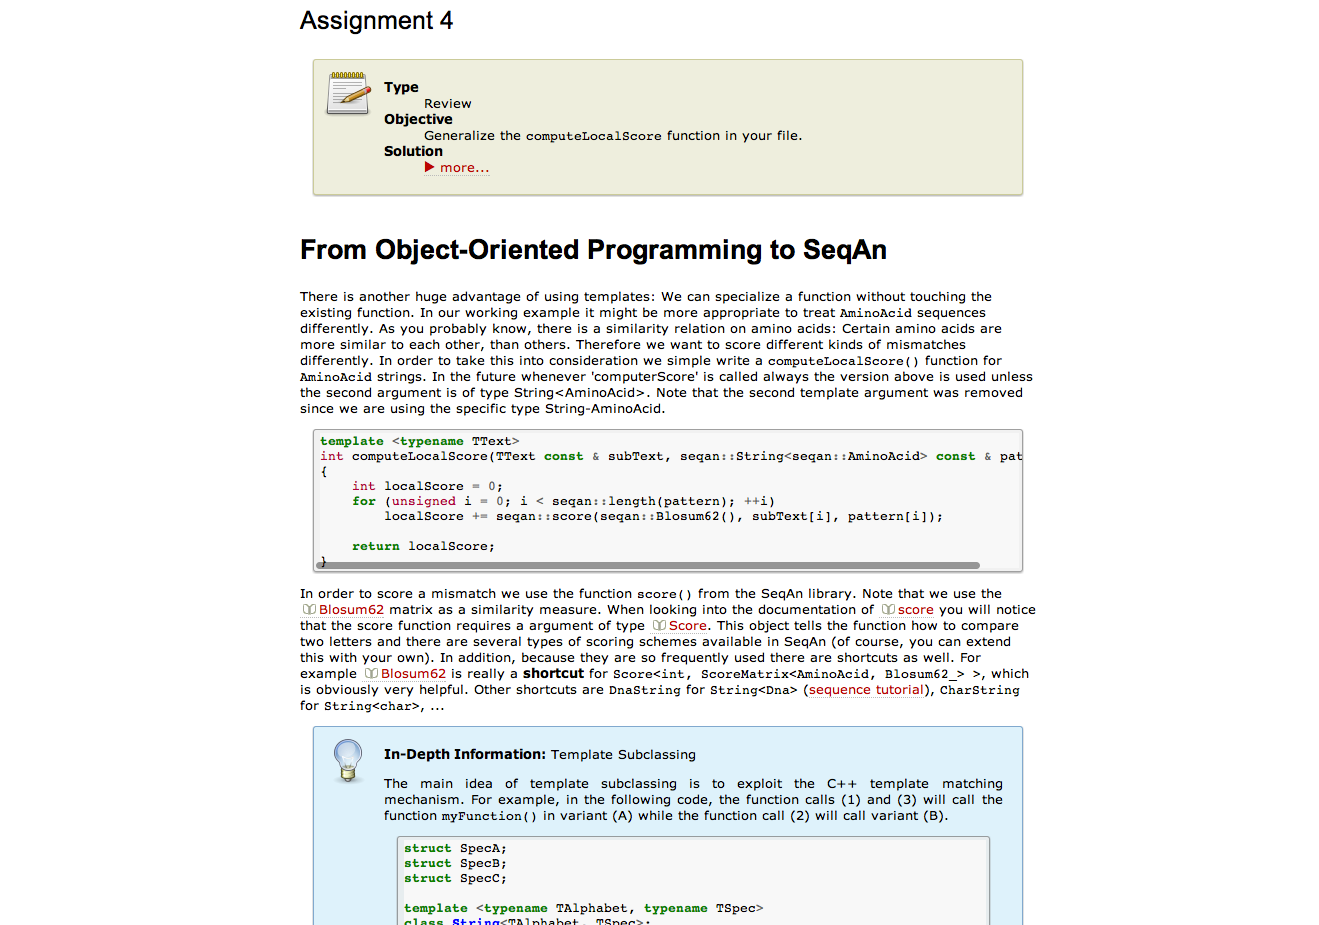 Assignment 4
Type
Review
Objective
Generalize the computeLocalScore function in your file.
Solution
more...
From Object-Oriented Programming to SeqAn
There is another huge advantage of using templates: We can specialize a function without touching the
existing function. In our working example it might be more appropriate to treat AminoAcid sequences
differently. As you probably know, there is a similarity relation on amino acids: Certain amino acids are
more similar to each other, than others. Therefore we want to score different kinds of mismatches
differently. In order to take this into consideration we simple write a computeLocalScore() function for
AminoAcid strings. In the future whenever 'computerScore' is called always the version above is used unless
the second argument is of type String<AminoAcid>. Note that the second template argument was removed
since we are using the specific type String-AminoAcid.
template <typename TText>
int computeLocalScore(TText const & subText, seqan::String<seqan::AminoAcid> const & pat
{
    int localScore = 0;
    for (unsigned i = 0; i < seqan::length(pattern); ++i)
        localScore += seqan::score(seqan::Blosum62(), subText[i], pattern[i]);
    return localScore;
}
In order to score a mismatch we use the function score() from the SeqAn library. Note that we use the
Blosum62 matrix as a similarity measure. When looking into the documentation of score you will notice
that the score function requires a argument of type Score. This object tells the function how to compare
two letters and there are several types of scoring schemes available in SeqAn (of course, you can extend
this with your own). In addition, because they are so frequently used there are shortcuts as well. For
example Blosum62 is really a shortcut for Score<int, ScoreMatrix<AminoAcid, Blosum62_> >, which
is obviously very helpful. Other shortcuts are DnaString for String<Dna> (sequence tutorial), CharString
for String<char>, ...
In-Depth Information: Template Subclassing
The main idea of template subclassing is to exploit the C++ template matching
mechanism. For example, in the following code, the function calls (1) and (3) will call the
function myFunction() in variant (A) while the function call (2) will call variant (B).
struct SpecA;
struct SpecB;
struct SpecC;
template <typename TAlphabet, typename TSpec>
class String<TAlphabet, TSpec>;